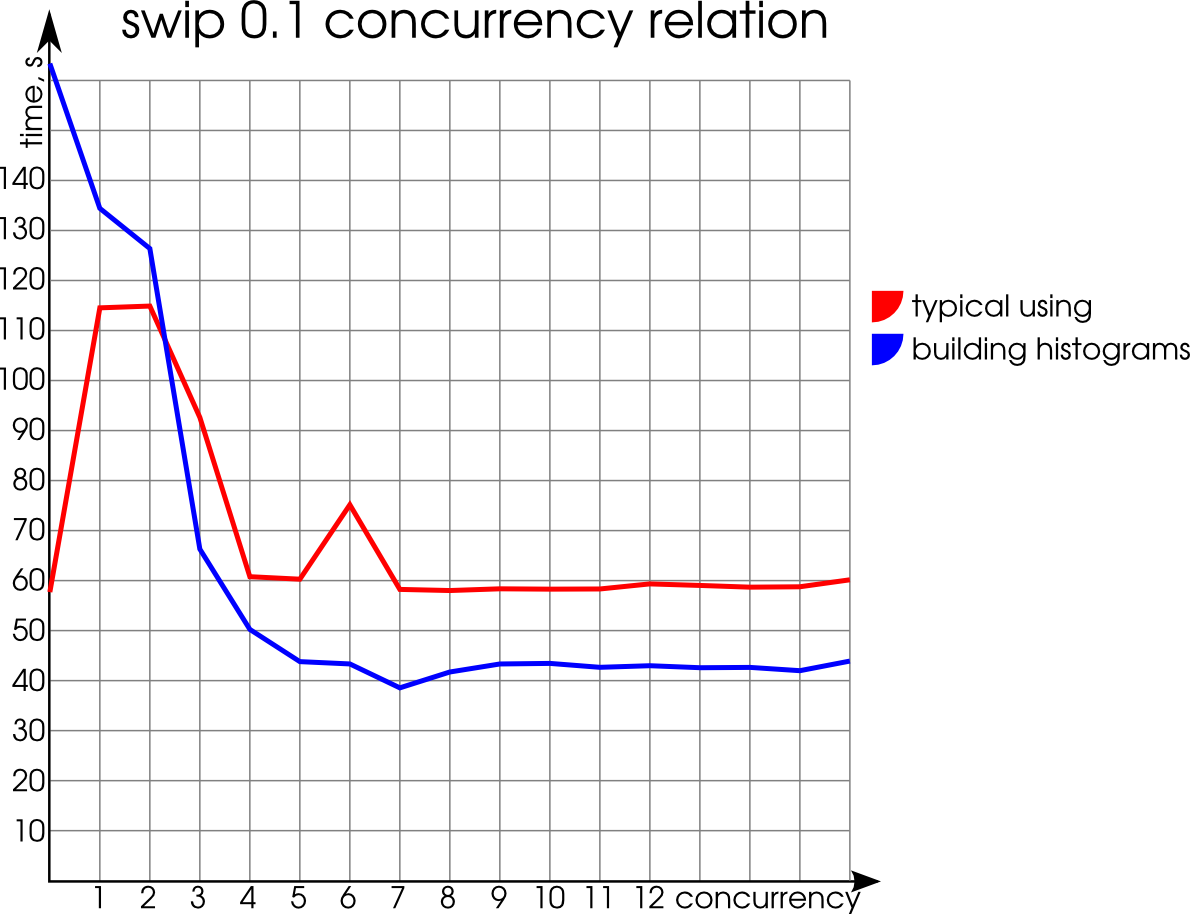 swip 0.1 concurrency relation
time, s
140
130
120
110
100
90
80
70
60
50
40
30
20
10
1 2 3 4 5 6 7 8 9 10 11 12 concurrency
typical using
building histograms